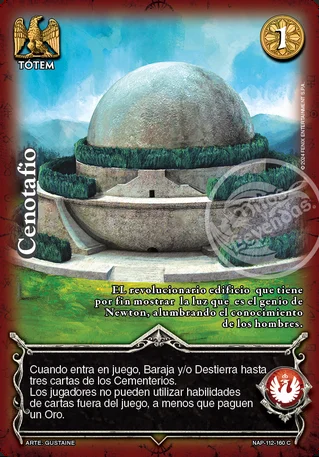 TÓTEM
1
Cenotafio
©2024 FENIX ENTERTAINMENT S.P.A.
EL revolucionario edificio que tiene
por fin mostrar la luz que es el genio de
Newton, alumbrando el conocimiento
de los hombres.
Cuando entra en juego, Baraja y/o Destierra hasta
tres cartas de los Cementerios.
Los jugadores no pueden utilizar habilidades
de cartas fuera del juego, a menos que paguen
un Oro.
ARTE GUSTAINE
NAP-112-160 C